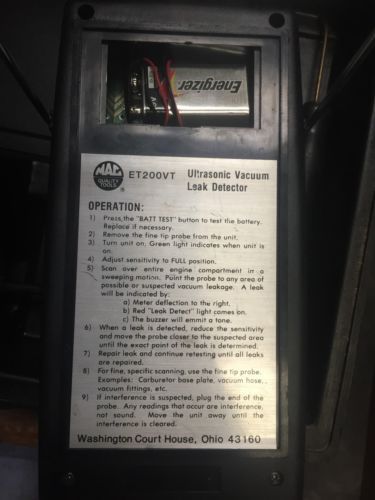 Energizer
MAC
QUALITY
TOOLS
®
ET200VT
Ultrasonic Vacuum
Leak Detector
OPERATION:
1) Press the "BATT TEST" button to test the battery.
Replace if necessary.
2) Remove the fine tip probe from the unit.
3) Turn unit on. Green light indicates when unit is
on.
4) Adjust sensitivity to FULL position.
5) Scan over entire engine compartment in a
sweeping motion. Point the probe to any area of
possible or suspected vacuum leakage. A leak
will be indicated by:
a) Meter deflection to the right.
b) Red "Leak Detect" light comes on.
c) The buzzer will emmit a tone.
6) When a leak is detected, reduce the sensitivity
and move the probe closer to the suspected area
until the exact point of the leak is determined.
7) Repair leak and continue retesting until all leaks
are repaired.
8) For fine, specific scanning, use the fine tip probe.
Examples: Carburetor base plate, vacuum hose,
vacuum fittings, etc.
9) If interference is suspected, plug the end of the
probe. Any readings that occur are interference,
not sound. Move the unit away until the
interference is cleared.
Washington Court House, Ohio 43160